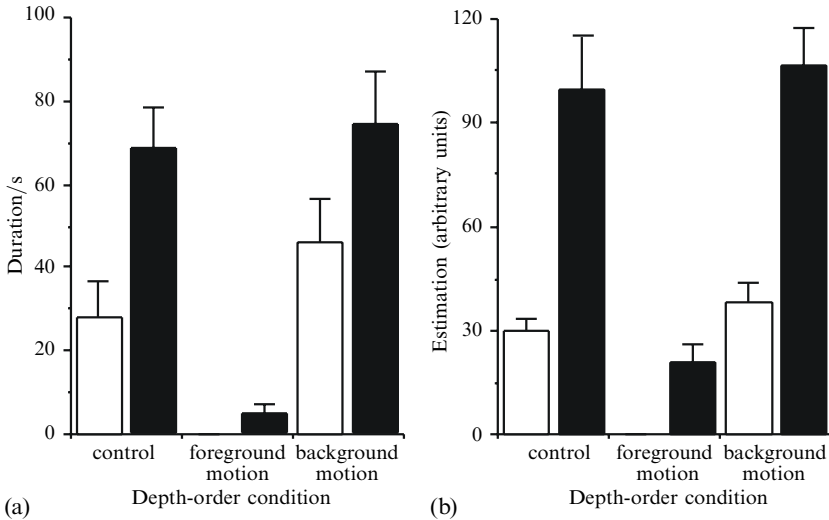 100
80
60
40
20
0
Duration/s
control
foreground motion
background motion
Depth-order condition
(a)
120
90
60
30
0
Estimation (arbitrary units)
control
foreground motion
background motion
Depth-order condition
(b)